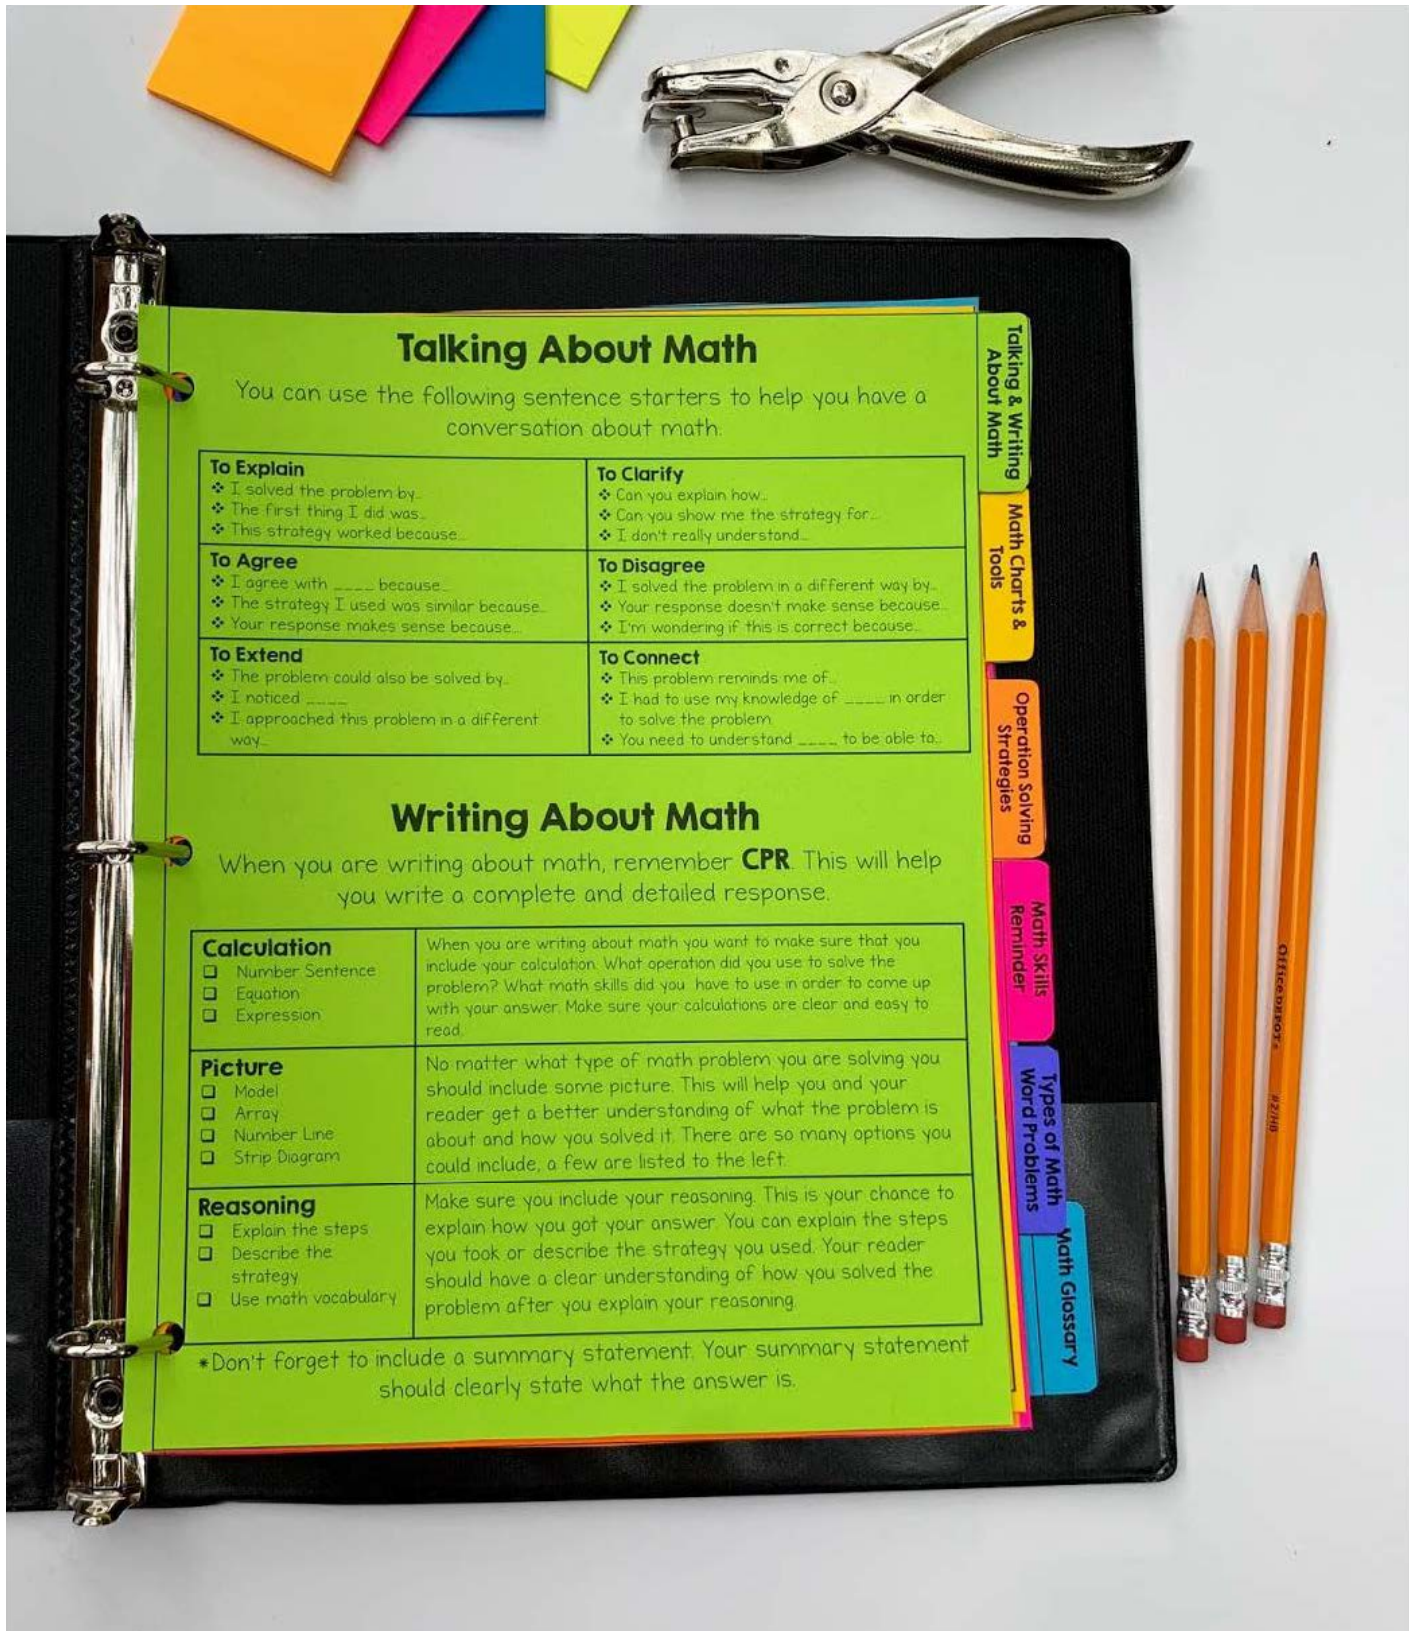 Talking About Math
You can use the following sentence starters to help you have a
conversation about math.
To Explain
❖ I solved the problem by...
❖ The first thing I did was...
❖ This strategy worked because...
To Clarify
❖ Can you explain how...
❖ Can you show me the strategy for...
❖ I don't really understand...
To Agree
❖ I agree with ____ because...
❖ The strategy I used was similar because...
❖ Your response makes sense because...
To Disagree
❖ I solved the problem in a different way by...
❖ Your response doesn't make sense because...
❖ I'm wondering if this is correct because...
To Extend
❖ The problem could also be solved by...
❖ I noticed ____
❖ I approached this problem in a different
way...
To Connect
❖ This problem reminds me of...
❖ I had to use my knowledge of ____ in order
to solve the problem
❖ You need to understand ____ to be able to...
Writing About Math
When you are writing about math, remember CPR. This will help
you write a complete and detailed response.
Calculation
❑ Number Sentence
❑ Equation
❑ Expression
When you are writing about math you want to make sure that you
include your calculation. What operation did you use to solve the
problem? What math skills did you have to use in order to come up
with your answer. Make sure your calculations are clear and easy to
read.
Picture
❑ Model
❑ Array
❑ Number Line
❑ Strip Diagram
No matter what type of math problem you are solving you
should include some picture. This will help you and your
reader get a better understanding of what the problem is
about and how you solved it. There are so many options you
could include, a few are listed to the left.
Reasoning
❑ Explain the steps
❑ Describe the
strategy
❑ Use math vocabulary
Make sure you include your reasoning. This is your chance to
explain how you got your answer. You can explain the steps
you took or describe the strategy you used. Your reader
should have a clear understanding of how you solved the
problem after you explain your reasoning.
*Don't forget to include a summary statement. Your summary statement
should clearly state what the answer is.
Talking & Writing
About Math
Math Charts &
Tools
Operation Solving
Strategies
Math Skills
Reminder
Types of Math
Word Problems
Math Glossary
Office DEPOT® #2/HB